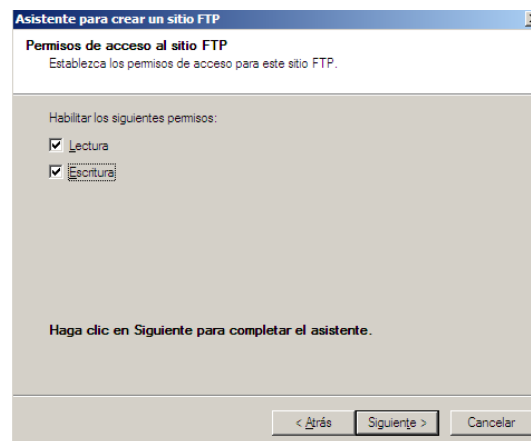 Asistente para crear un sitio FTP
Permisos de acceso al sitio FTP
Establezca los permisos de acceso para este sitio FTP.
Habilitar los siguientes permisos:
Lectura
Escritura
Haga clic en Siguiente para completar el asistente.
< Atrás Siguiente > Cancelar